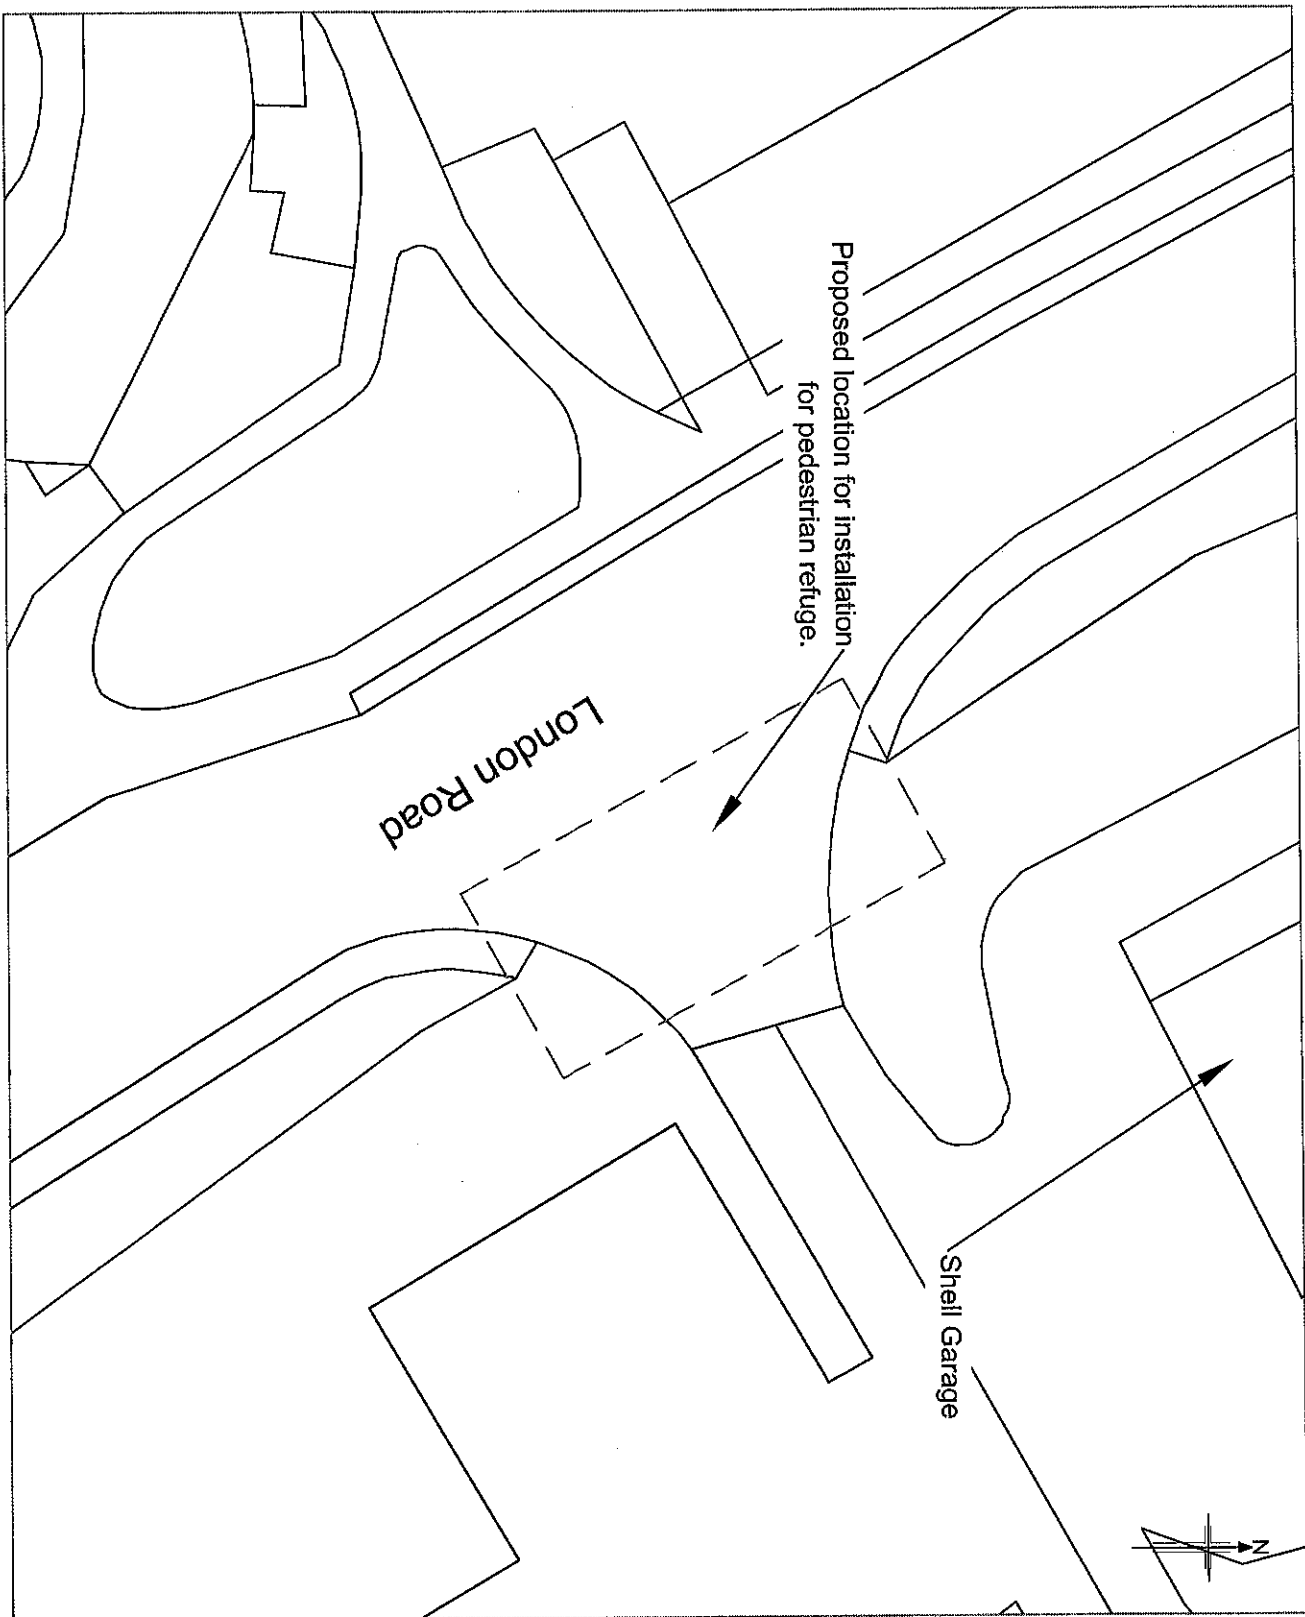 Proposed location for installation
for pedestrian refuge.
London Road
Shell Garage
N